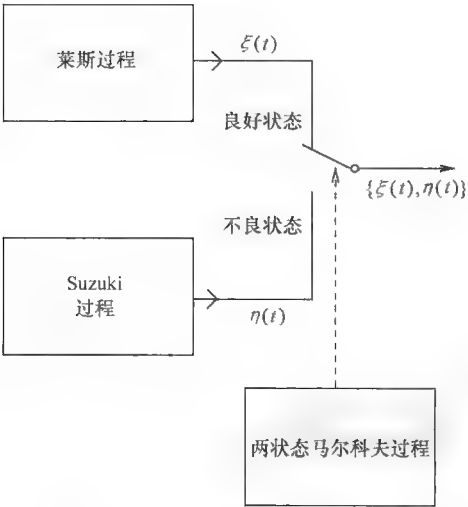 莱斯过程
ξ(t)
良好状态
{ξ(t),η(t)}
不良状态
Suzuki
过程
η(t)
两状态马尔科夫过程